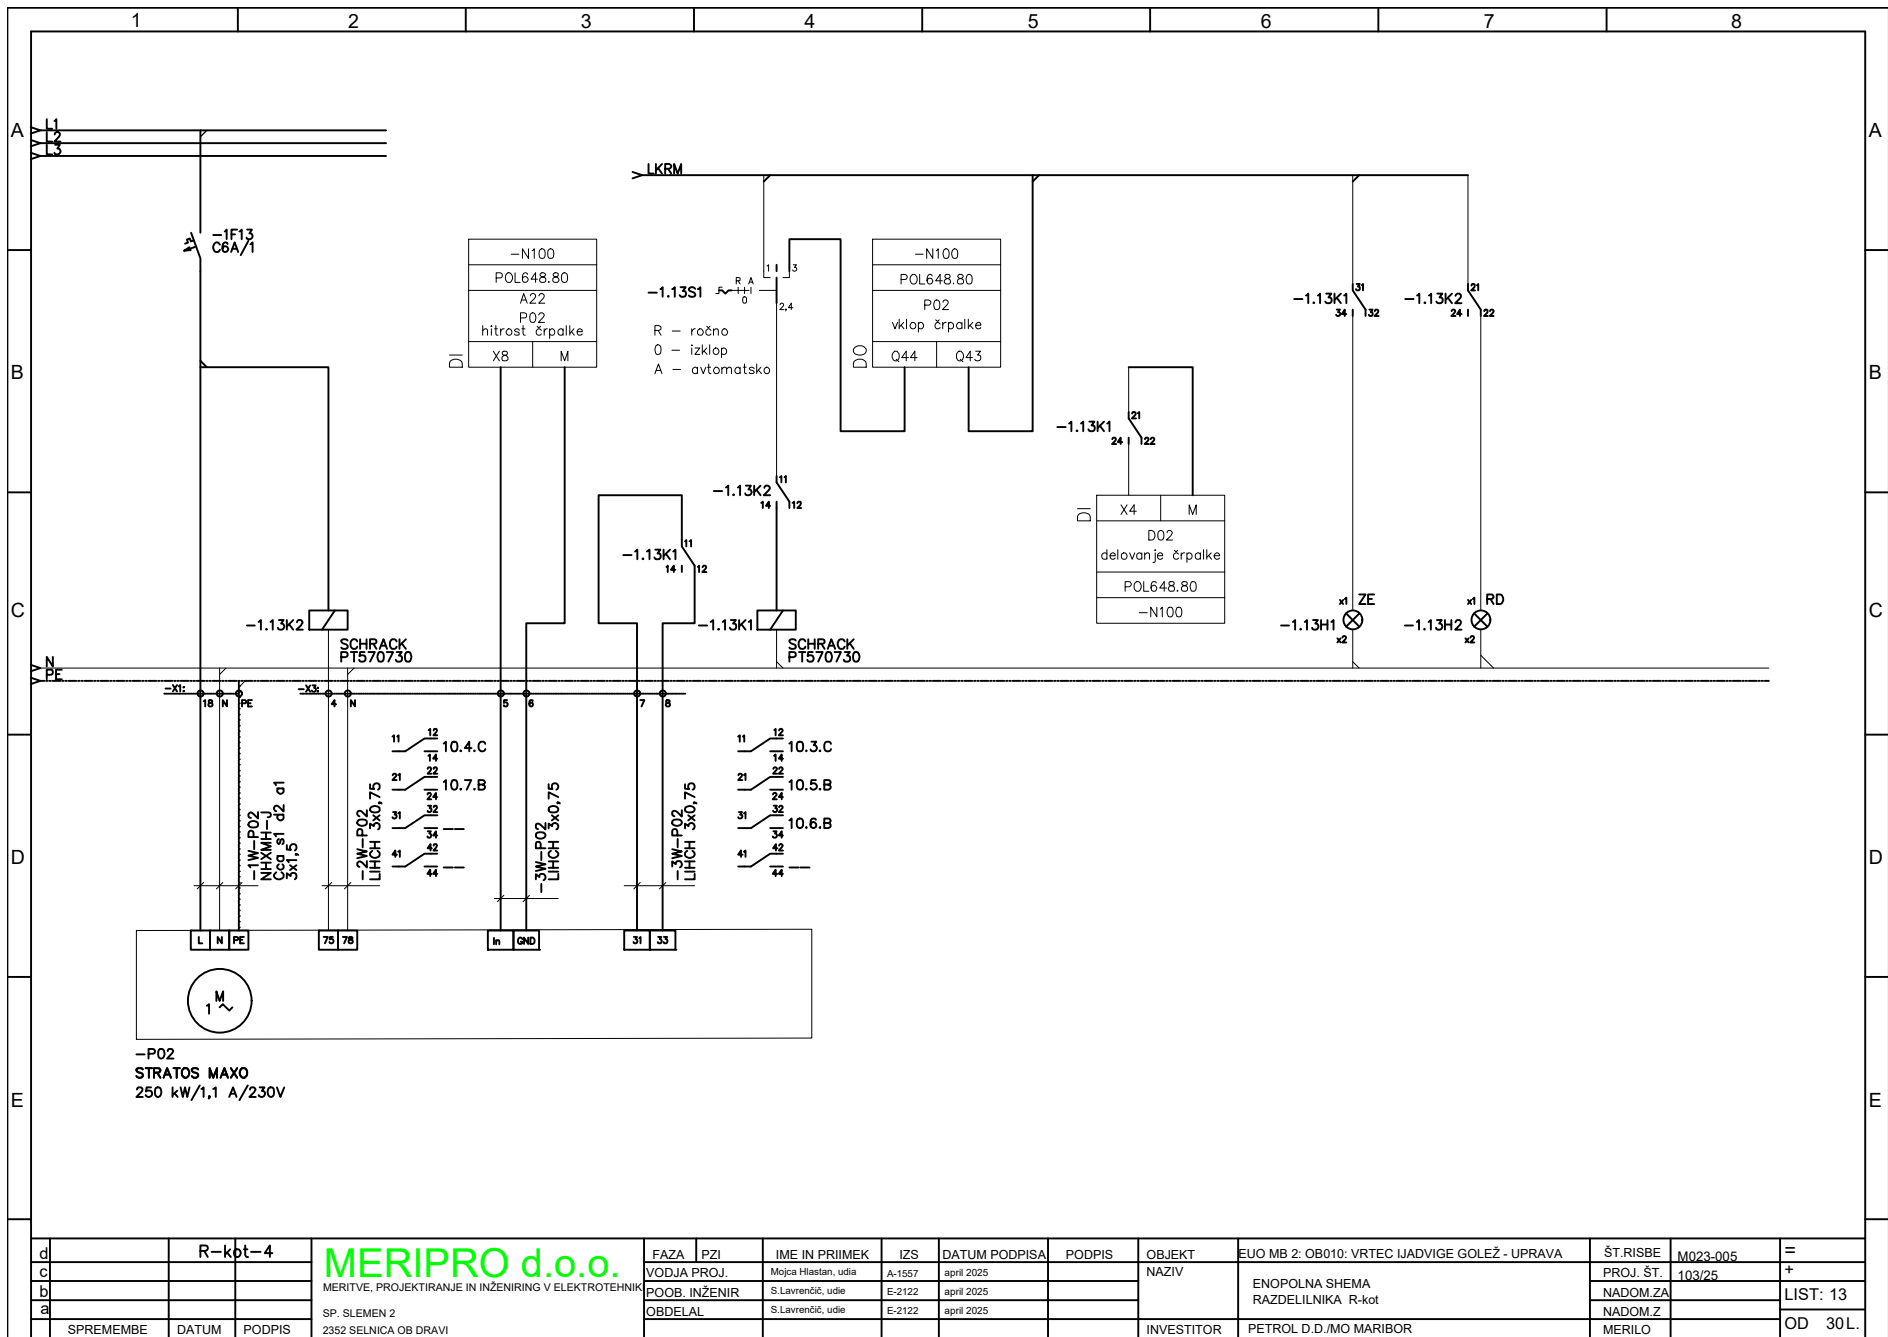 1 2 3 4 5 6 7 8
A A
L1
L2
L3
LKRM
-1F13
C6A/1
-N100
POL648.80
A22
P02
hitrost črpalke
DI
X8 M
-1.13S1
R A
0
1 3
2,4
R - ročno
0 - izklop
A - avtomatsko
-N100
POL648.80
P02
vklop črpalke
DO
Q44 Q43
-1.13K1
31
34 32
-1.13K2
21
24 22
B B
-1.13K1
21
24 22
-1.13K2
11
14 12
DI
X4 M
D02
delovanje črpalke
POL648.80
-N100
-1.13K1
11
14 12
C C
-1.13K2
SCHRACK
PT570730
-1.13K1
SCHRACK
PT570730
x1 ZE
-1.13H1
x2
x1 RD
-1.13H2
x2
N
PE
-X1:
18 N PE
-X3:
4 N 5 6 7 8
-1W-P02
NHXMH-J
Cca s1 d2 a1
3x1,5
-2W-P02
LIHCH 3x0,75
11 12 14 10.4.C
21 22 24 10.7.B
31 32 34 --
41 42 44 --
-3W-P02
LIHCH 3x0,75
-3W-P02
LIHCH 3x0,75
11 12 14 10.3.C
21 22 24 10.5.B
31 32 34 10.6.B
41 42 44 --
D D
L N PE 75 78 In GND 31 33
M
1 ~
-P02
STRATOS MAXO
250 kW/1,1 A/230V
E E
d
c
b
a
R-kot-4
SPREMEMBE DATUM PODPIS
MERIPRO d.o.o.
MERITVE, PROJEKTIRANJE IN INŽENIRING V ELEKTROTEHNIK
SP. SLEMEN 2
2352 SELNICA OB DRAVI
FAZA PZI IME IN PRIIMEK IZS DATUM PODPISA PODPIS
VODJA PROJ. Mojca Hlastan, udia A-1557 april 2025
POOB. INŽENIR S.Lavrenčič, udie E-2122 april 2025
OBDELAL S.Lavrenčič, udie E-2122 april 2025
OBJEKT EUO MB 2: OB010: VRTEC IJADVIGE GOLEŽ - UPRAVA
NAZIV
ENOPOLNA SHEMA
RAZDELILNIKA R-kot
INVESTITOR PETROL D.D./MO MARIBOR
ŠT.RISBE M023-005
PROJ. ŠT. 103/25
NADOM.ZA
NADOM.Z
MERILO
=
+
LIST: 13
OD 30L.